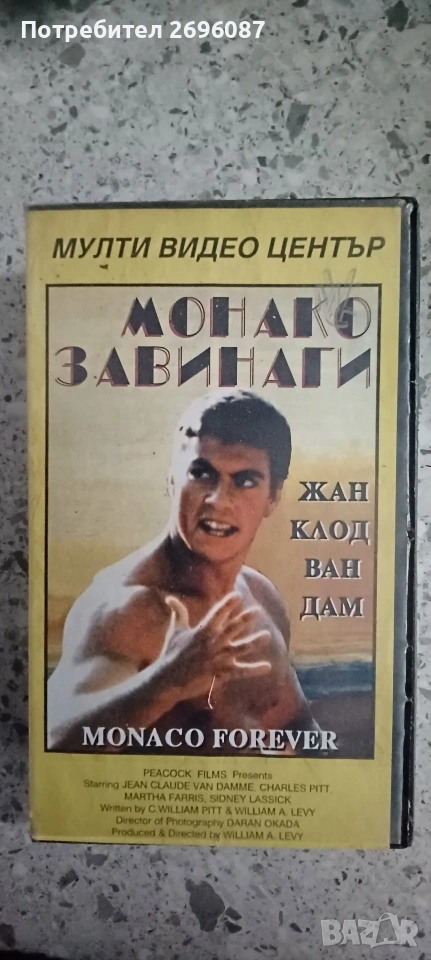 Потребител 2696087
МУЛТИ ВИДЕО ЦЕНТЪР
МОНАКО
ЗАВИНАГИ
ЖАН
КЛОД
ВАН
ДАМ
MONACO FOREVER
PEACOCK FILMS Presents
Starring JEAN CLAUDE VAN DAMME, CHARLES PITT,
MARTHA FARRIS, SIDNEY LASSICK
Written by C.WILLIAM PITT & WILLIAM A. LEVY
Director of Photography DARAN OKADA
Produced & Directed by WILLIAM A. LEVY
BAZAR